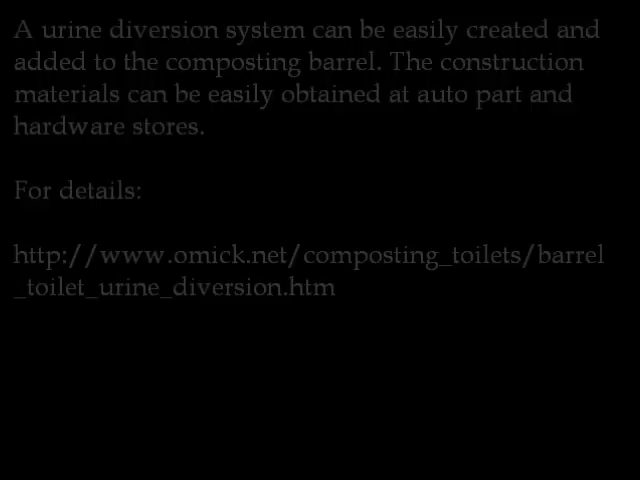 A urine diversion system can be easily created and
added to the composting barrel. The construction
materials can be easily obtained at auto part and
hardware stores.
For details:
http://www.omick.net/composting_toilets/barrel
_toilet_urine_diversion.htm